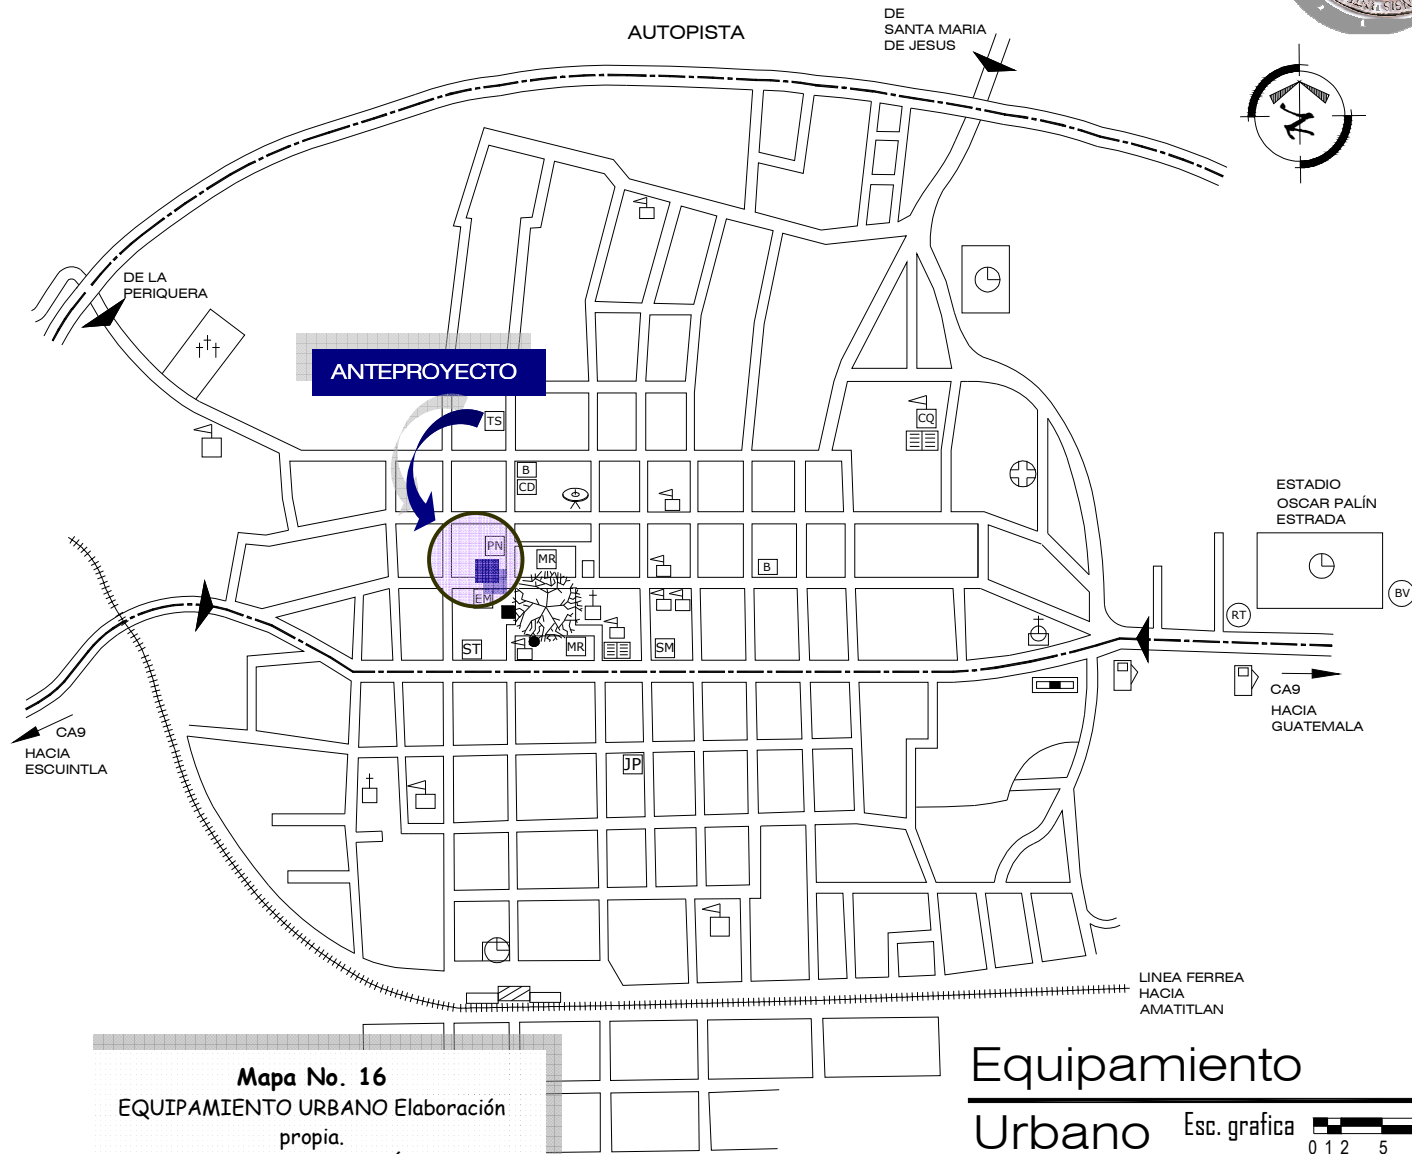 AUTOPISTA
DE
SANTA MARIA
DE JESUS
N
DE LA
PERIQUERA
ANTEPROYECTO
TS
CQ
B
CD
ESTADIO
OSCAR PALÍN
ESTRADA
PN
MR
B
EM
BV
RT
ST
MR
SM
CA9
HACIA
GUATEMALA
CA9
HACIA
ESCUINTLA
JP
LINEA FERREA
HACIA
AMATITLAN
Mapa No. 16
EQUIPAMIENTO URBANO Elaboración
propia.
Equipamiento
Urbano
Esc. grafica
0 1 2 5